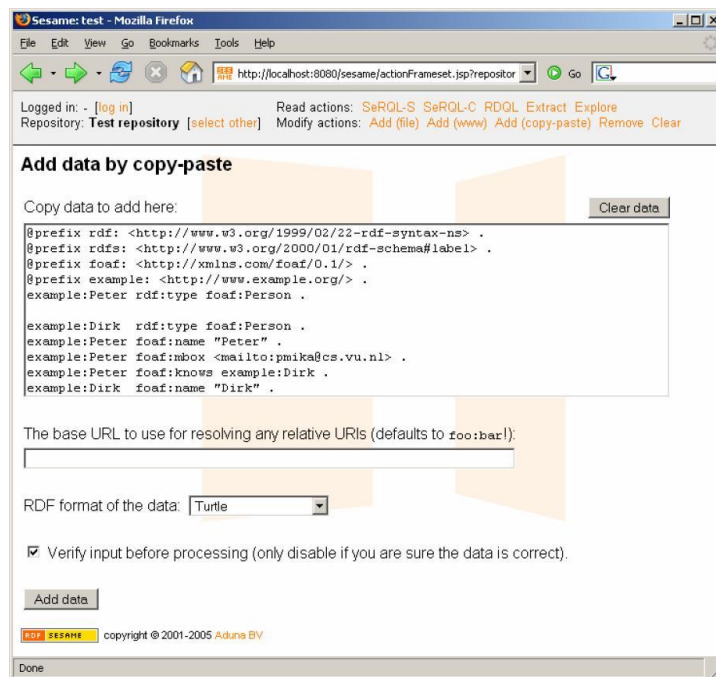 Sesame: test - Mozilla Firefox
File Edit View Go Bookmarks Tools Help
http://localhost:8080/sesame/actionFrameset.jsp?repositor Go G
Logged in: - [log in] Read actions: SeRQL-S SeRQL-C RDQL Extract Explore
Repository: Test repository [select other] Modify actions: Add (file) Add (www) Add (copy-paste) Remove Clear
Add data by copy-paste
Copy data to add here: Clear data
@prefix rdf: <http://www.w3.org/1999/02/22-rdf-syntax-ns> .
@prefix rdfs: <http://www.w3.org/2000/01/rdf-schema#label> .
@prefix foaf: <http://xmlns.com/foaf/0.1/> .
@prefix example: <http://www.example.org/> .
example:Peter rdf:type foaf:Person .
example:Dirk rdf:type foaf:Person .
example:Peter foaf:name "Peter" .
example:Peter foaf:mbox <mailto:pmika@cs.vu.nl> .
example:Peter foaf:knows example:Dirk .
example:Dirk foaf:name "Dirk" .
The base URL to use for resolving any relative URIs (defaults to foo:bar!):
RDF format of the data: Turtle
Verify input before processing (only disable if you are sure the data is correct).
Add data
RDF SESAME copyright © 2001-2005 Aduna BV
Done